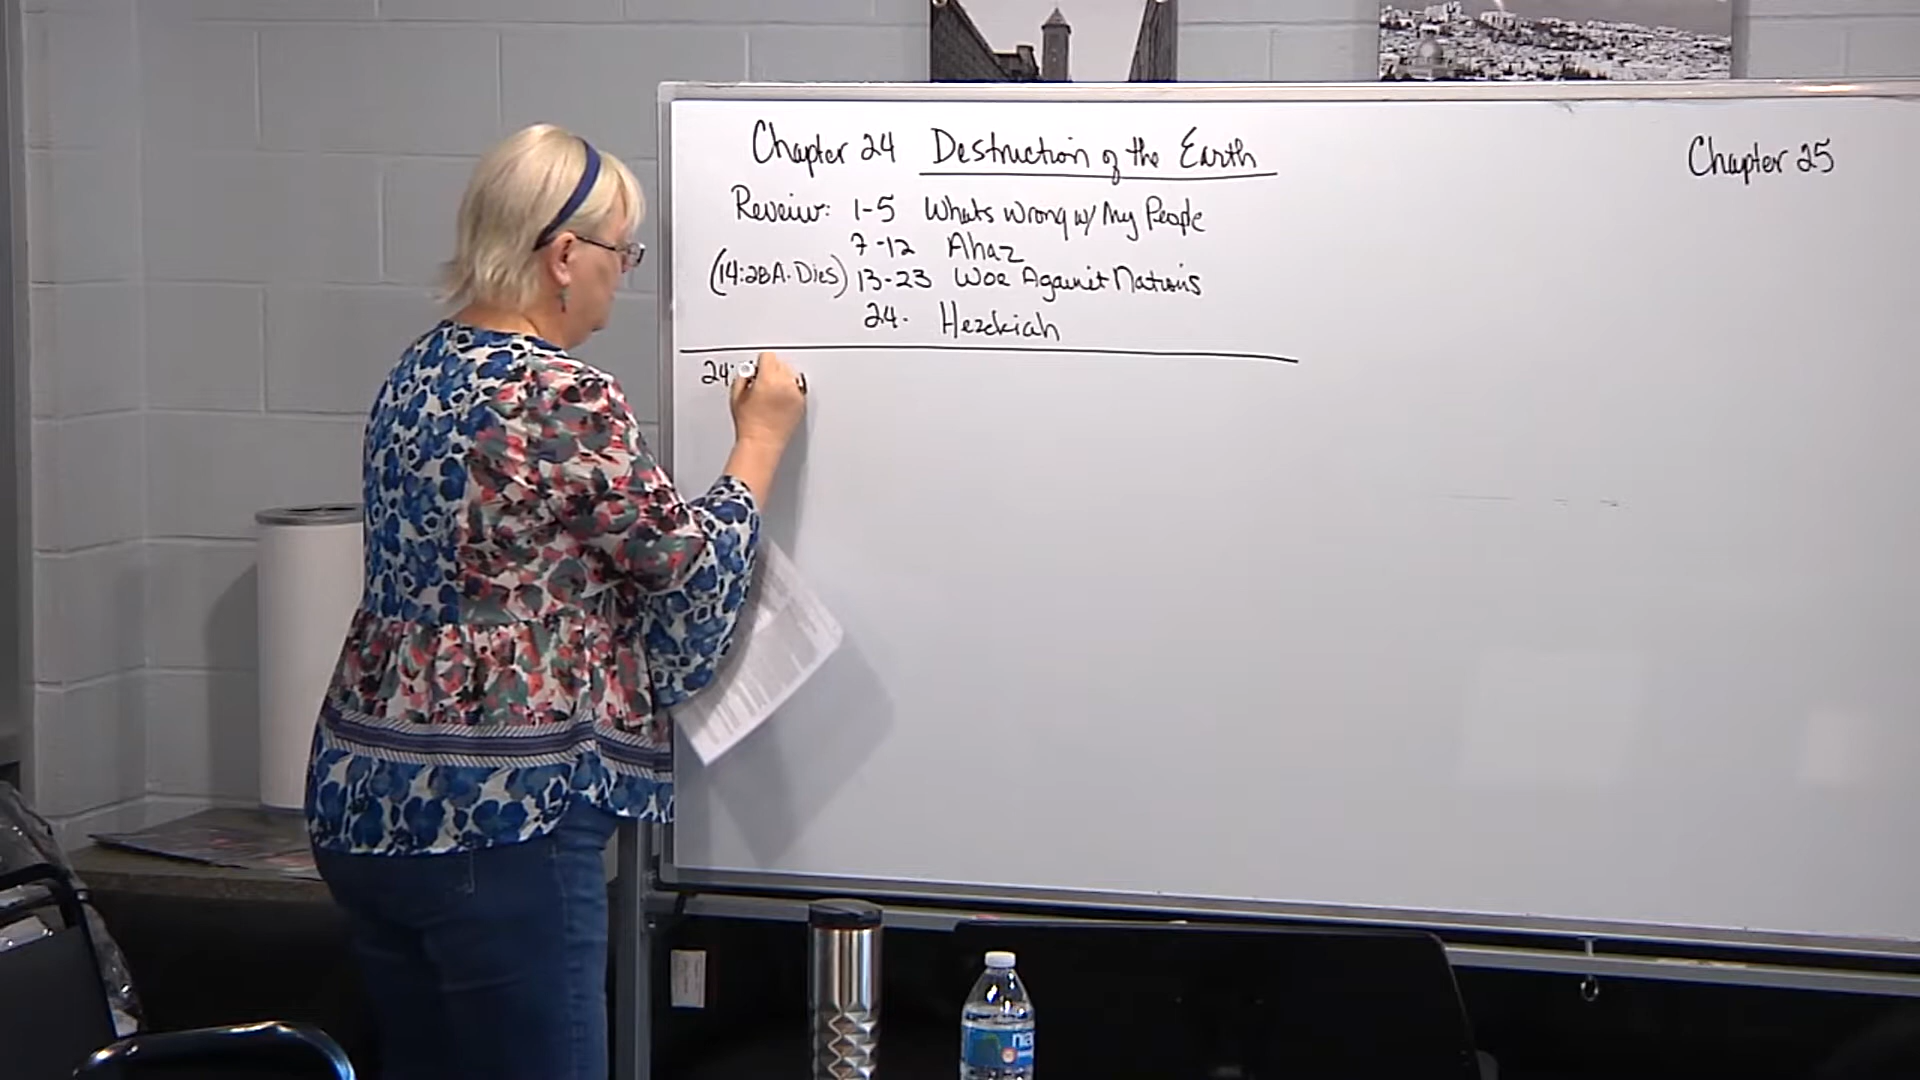 Chapter 24 Destruction of the Earth
Chapter 25
Reveiw: 1-5 Whats Wrong w/ My People
7-12 Ahaz
(14:28 A. Dies) 13-23 Woe Against Nations
24. Hezekiah
24: